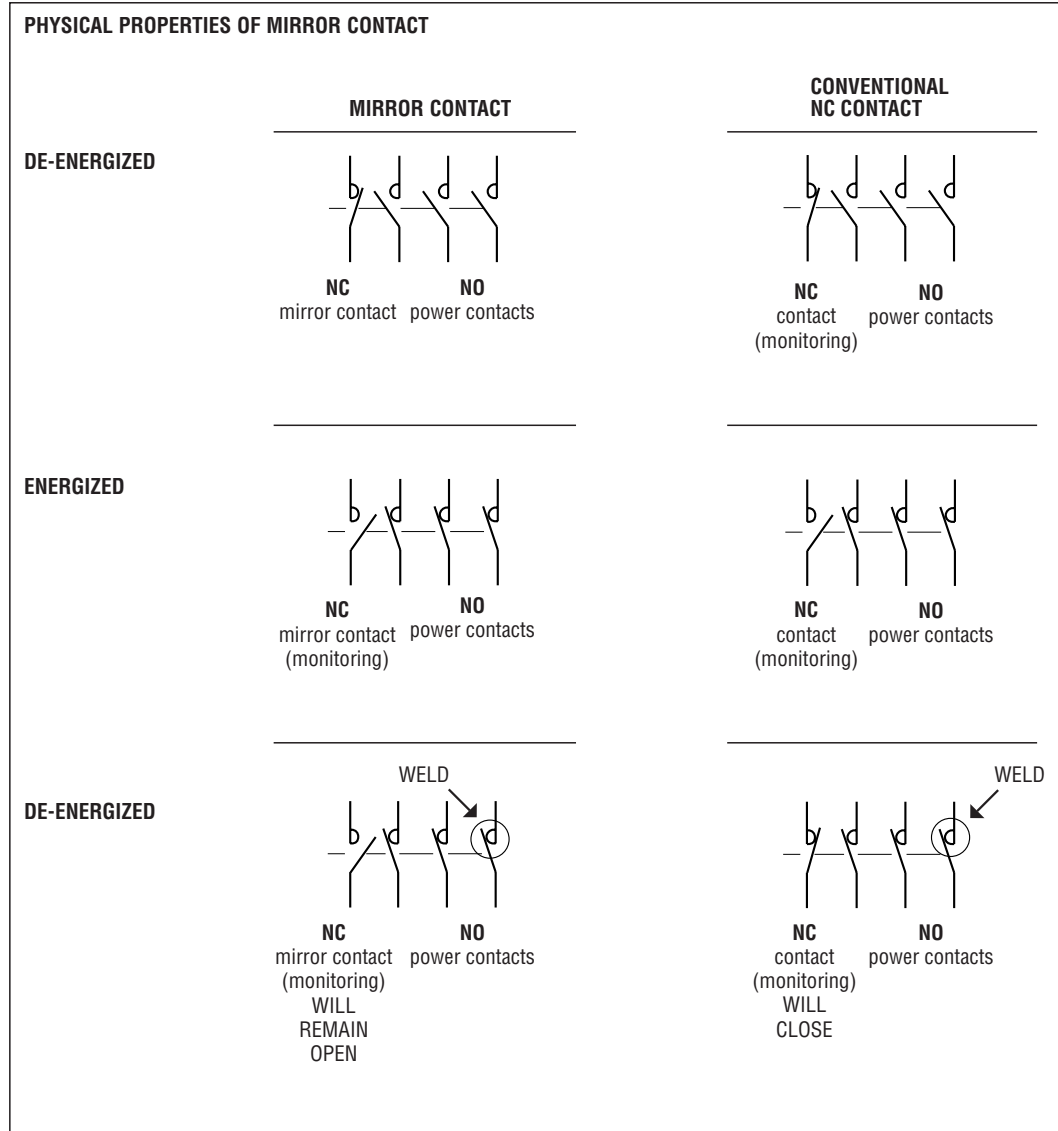 PHYSICAL PROPERTIES OF MIRROR CONTACT
MIRROR CONTACT
CONVENTIONAL
NC CONTACT
DE-ENERGIZED
NC
mirror contact
NO
power contacts
NC
contact
(monitoring)
NO
power contacts
ENERGIZED
NC
mirror contact
(monitoring)
NO
power contacts
NC
contact
(monitoring)
NO
power contacts
DE-ENERGIZED
WELD
NC
mirror contact
(monitoring)
WILL
REMAIN
OPEN
NO
power contacts
WELD
NC
contact
(monitoring)
WILL
CLOSE
NO
power contacts